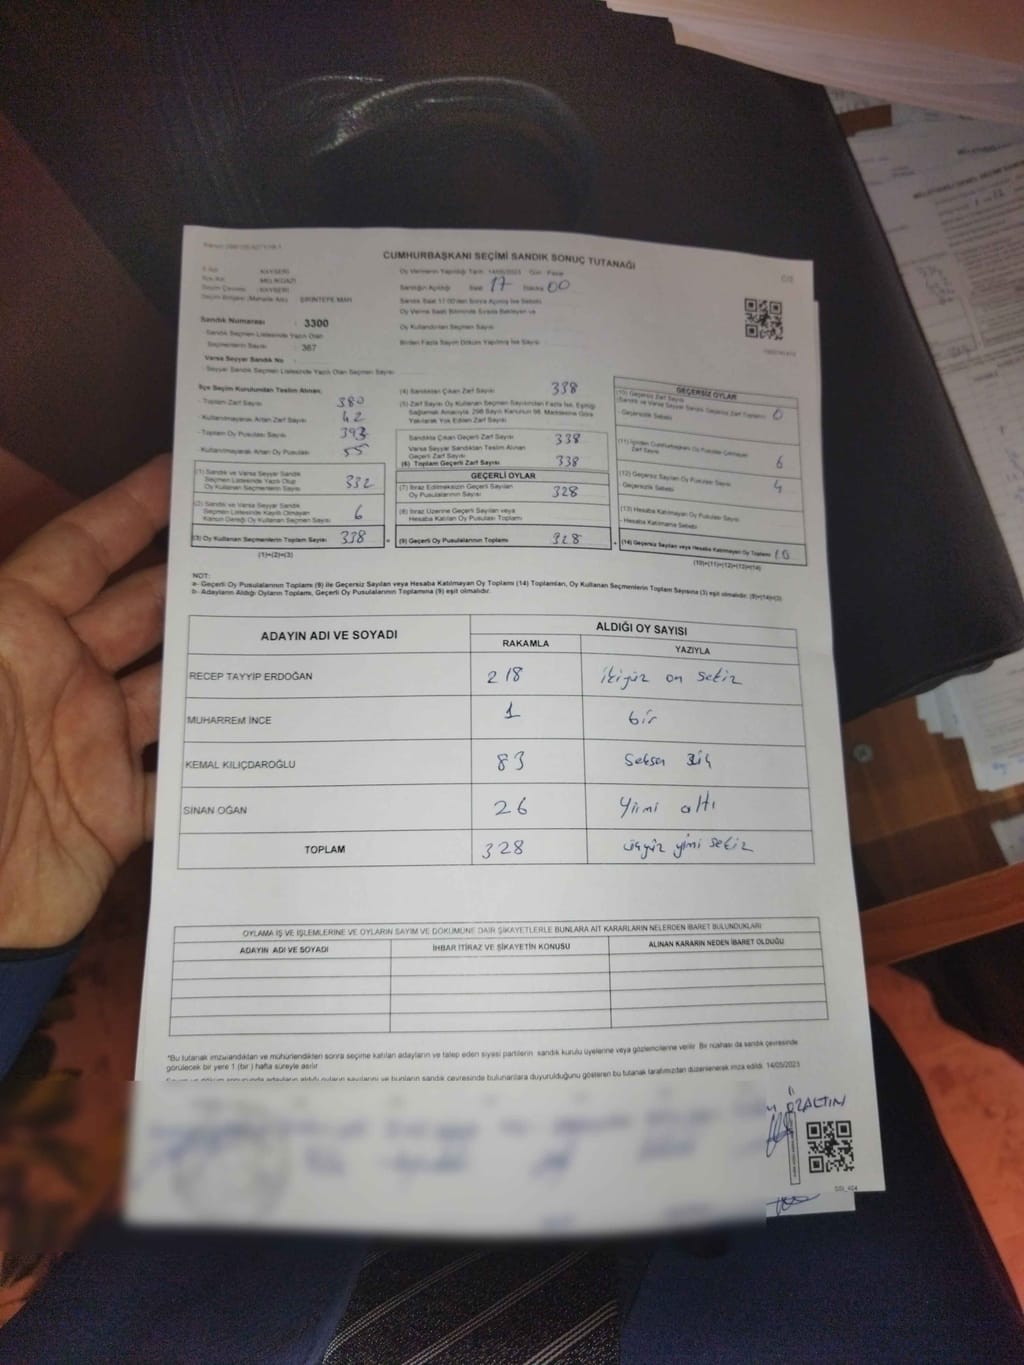 CUMHURBAŞKANI SEÇİMİ SANDIK SONUÇ TUTANAĞI
C/2
İl Adı : KAYSERİ
: MELİKGAZİ
Seçim Çevresi : KAYSERİ
Seçim Bölgesi (Mahalle Adı) : ŞİRİNTEPE MAH
Oy Vermenin Yapıldığı Tarih : 14/05/2023 Gün : Pazar
Sandığın Açıldığı Saat 17 Dakika 00
Sandık Saat 17:00'den Sonra Açılmış İse Sebebi
Oy Verme Saati Bitiminde Sırada Bekleyen ve
Oy Kullandırılan Seçmen Sayısı
Birden Fazla Sayım Döküm Yapılmış İse Sayısı
Sandık Numarası : 3300
Sandık Seçmen Listesinde Yazılı Olan
Seçmenlerin Sayısı : 367
Varsa Seyyar Sandık No :
Seyyar Sandık Seçmen Listesinde Yazılı Olan Seçmen Sayısı
İlçe Seçim Kurulundan Teslim Alınan;
- Toplam Zarf Sayısı 380
- Kullanılmayarak Artan Zarf Sayısı 42
- Toplam Oy Pusulası Sayısı 393
- Kullanılmayarak Artan Oy Pusulası 55
(1) Sandık ve Varsa Seyyar Sandık
Seçmen Listesinde Yazılı Olup
Oy Kullanan Seçmenlerin Sayısı 332
(2) Sandık ve Varsa Seyyar Sandık
Seçmen Listesinde Kayıtlı Olmayan
Kanun Gereği Oy Kullanan Seçmen Sayısı 6
(3) Oy Kullanan Seçmenlerin Toplam Sayısı 338
(1)+(2)=(3)
(4) Sandıktan Çıkan Zarf Sayısı 338
(5) Zarf Sayısı Oy Kullanan Seçmen Sayısından Fazla İse, Eşitliği
Sağlamak Amacıyla, 298 Sayılı Kanunun 98. Maddesine Göre
Yakılarak Yok Edilen Zarf Sayısı
Sandıkta Çıkan Geçerli Zarf Sayısı 338
Varsa Seyyar Sandıktan Teslim Alınan
Geçerli Zarf Sayısı
(6) Toplam Geçerli Zarf Sayısı 338
GEÇERLİ OYLAR
(7) İtiraz Edilmeksizin Geçerli Sayılan
Oy Pusulalarının Sayısı 328
(8) İtiraz Üzerine Geçerli Sayılan veya
Hesaba Katılan Oy Pusulası Toplamı
(9) Geçerli Oy Pusulalarının Toplamı 328
GEÇERSİZ OYLAR
(10) Geçersiz Zarf Sayısı
(Sandık ve Varsa Seyyar Sandık Geçersiz Zarf Toplamı) 0
- Geçersizlik Sebebi
(11) İçinden Cumhurbaşkanı Oy Pusulası Çıkmayan
Zarf Sayısı 6
(12) Geçersiz Sayılan Oy Pusulası Sayısı 4
- Geçersizlik Sebebi
(13) Hesaba Katılmayan Oy Pusulası Sayısı
- Hesaba Katılmama Sebebi
(14) Geçersiz Sayılan veya Hesaba Katılmayan Oy Toplamı 10
(10)+(11)+(12)+(13)=(14)
NOT:
a- Geçerli Oy Pusulalarının Toplamı (9) ile Geçersiz Sayılan veya Hesaba Katılmayan Oy Toplamı (14) Toplamları, Oy Kullanan Seçmenlerin Toplam Sayısına (3) eşit olmalıdır. (9)+(14)=(3)
b- Adayların Aldığı Oyların Toplamı, Geçerli Oy Pusulalarının Toplamına (9) eşit olmalıdır.
ADAYIN ADI VE SOYADI ALDIĞI OY SAYISI
RAKAMLA YAZIYLA
RECEP TAYYİP ERDOĞAN 218 ikiyüz on sekiz
MUHARREM İNCE 1 bir
KEMAL KILIÇDAROĞLU 83 Seksen üç
SİNAN OĞAN 26 yirmi altı
TOPLAM 328 üçyüz yirmi sekiz
OYLAMA İŞ VE İŞLEMLERİNE VE OYLARIN SAYIM VE DÖKÜMÜNE DAİR ŞİKAYETLERLE BUNLARA AİT KARARLARIN NELERDEN İBARET BULUNDUKLARI
ADAYIN ADI VE SOYADI İHBAR İTİRAZ VE ŞİKAYETİN KONUSU ALINAN KARARIN NEDEN İBARET OLDUĞU
*Bu tutanak imzalandıktan ve mühürlendikten sonra seçime katılan adayların ve talep eden siyasi partilerin sandık kurulu üyelerine veya gözlemcilerine verilir. Bir nüshası da sandık çevresinde
görülecek bir yere 1 (bir) hafta süreyle asılır
Sayım ve döküm sonucunda adayların aldığı oyların sayılarını ve bunların sandık çevresinde bulunanlara duyurulduğunu gösteren bu tutanak tarafımızdan düzenlenerek imza edildi. 14/05/2023
ÖZALTIN